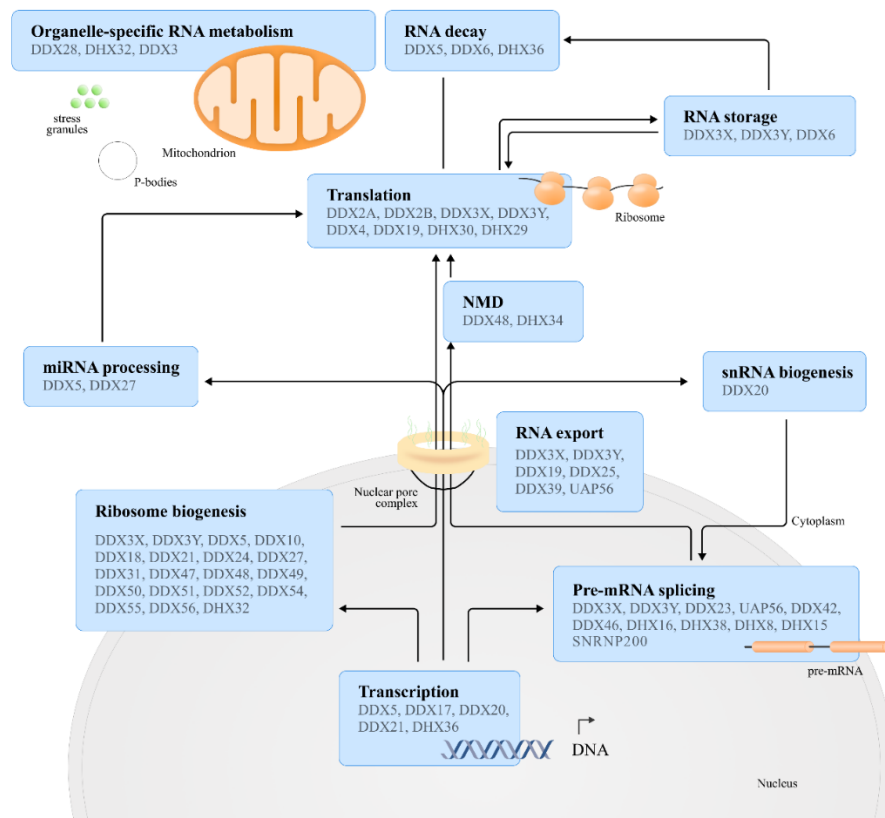 Organelle-specific RNA metabolism
DDX28, DHX32, DDX3
RNA decay
DDX5, DDX6, DHX36
stress
granules
Mitochondrion
P-bodies
RNA storage
DDX3X, DDX3Y, DDX6
Translation
DDX2A, DDX2B, DDX3X, DDX3Y,
DDX4, DDX19, DHX30, DHX29
Ribosome
NMD
DDX48, DHX34
miRNA processing
DDX5, DDX27
snRNA biogenesis
DDX20
RNA export
DDX3X, DDX3Y,
DDX19, DDX25,
DDX39, UAP56
Nuclear pore
complex
Cytoplasm
Ribosome biogenesis
DDX3X, DDX3Y, DDX5, DDX10,
DDX18, DDX21, DDX24, DDX27,
DDX31, DDX47, DDX48, DDX49,
DDX50, DDX51, DDX52, DDX54,
DDX55, DDX56, DHX32
Pre-mRNA splicing
DDX3X, DDX3Y, DDX23, UAP56, DDX42,
DDX46, DHX16, DHX38, DHX8, DHX15
SNRNP200
pre-mRNA
Transcription
DDX5, DDX17, DDX20,
DDX21, DHX36
DNA
Nucleus